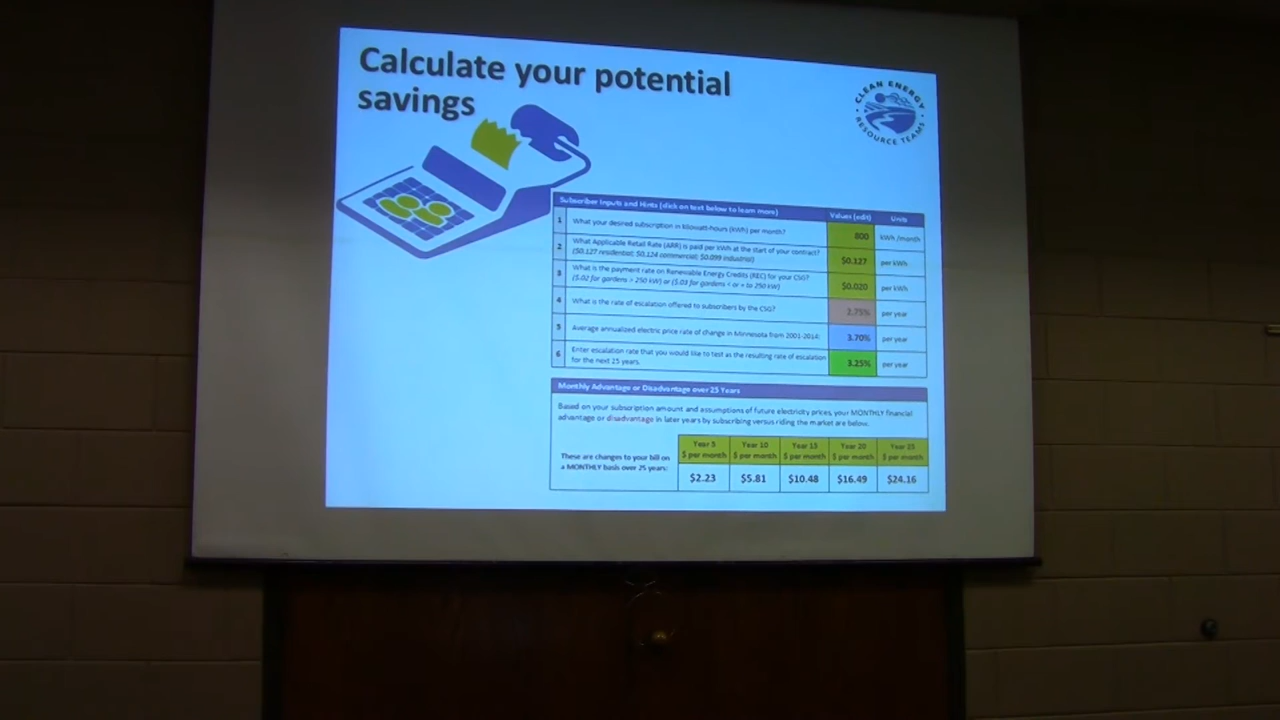 Calculate your potential
savings
CLEAN ENERGY
RESOURCE TEAMS
Subscriber Inputs and Hints (click on text below to learn more) Values (edit) Units
1 What your desired subscription in kilowatt-hours (kWh) per month? 800 kWh /month
2 What Applicable Retail Rate (ARR) is paid per kWh at the start of your contract? $0.127 per kWh
($0.127 residential; $0.124 commercial; $0.099 industrial)
3 What is the payment rate on Renewable Energy Credits (REC) for your CSG? $0.020 per kWh
($.02 for gardens > 250 kW) or ($.03 for gardens < or = to 250 kW)
4 What is the rate of escalation offered to subscribers by the CSG? 2.75% per year
5 Average annualized electric price rate of change in Minnesota from 2001-2014: 3.70% per year
6 Enter escalation rate that you would like to test as the resulting rate of escalation 3.25% per year
for the next 25 years.
Monthly Advantage or Disadvantage over 25 Years
Based on your subscription amount and assumptions of future electricity prices, your MONTHLY financial
advantage or disadvantage in later years by subscribing versus riding the market are below.
These are changes to your bill on
a MONTHLY basis over 25 years:
Year 5 Year 10 Year 15 Year 20 Year 25
$ per month $ per month $ per month $ per month $ per month
$2.23 $5.81 $10.48 $16.49 $24.16